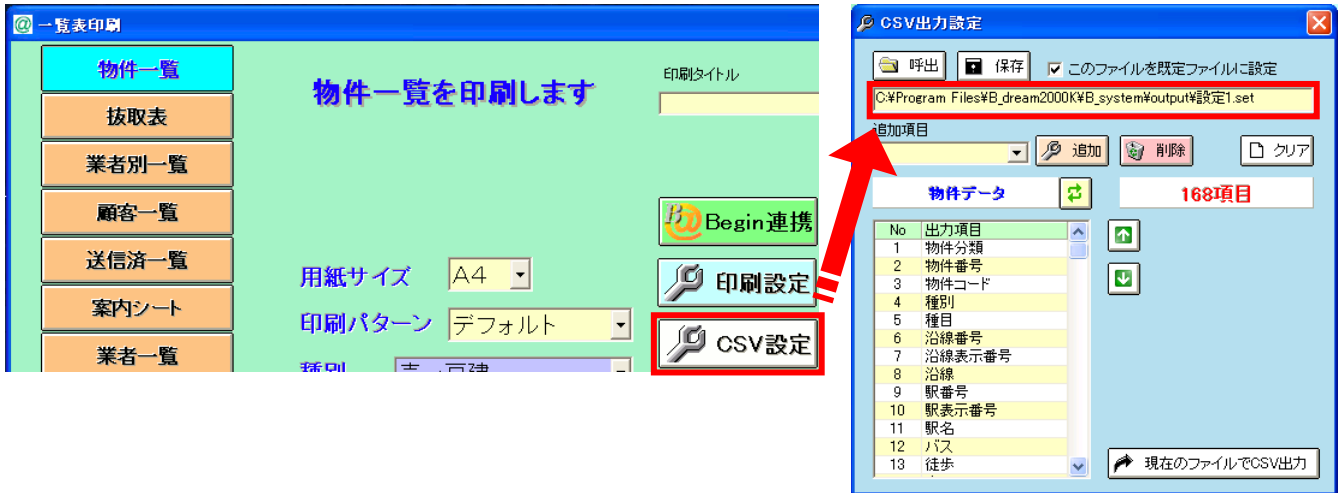 一覧表印刷
物件一覧
抜取表
業者別一覧
顧客一覧
送信済一覧
案内シート
業者一覧
物件一覧を印刷します
印刷タイトル
Begin連携
用紙サイズ
A4
印刷設定
印刷パターン
デフォルト
CSV設定
種別
売一戸建
CSV出力設定
呼出
保存
このファイルを既定ファイルに設定
C:¥Program Files¥B_dream2000K¥B_system¥output¥設定1.set
追加項目
追加
削除
クリア
物件データ
168項目
No 出力項目
1 物件分類
2 物件番号
3 物件コード
4 種別
5 種目
6 沿線番号
7 沿線表示番号
8 沿線
9 駅番号
10 駅表示番号
11 駅名
12 バス
13 徒歩
現在のファイルでCSV出力